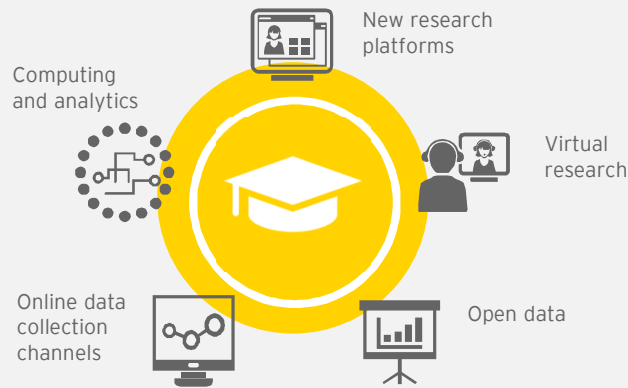 New research
platforms
Computing
and analytics
Virtual
research
Online data
collection
channels
Open data